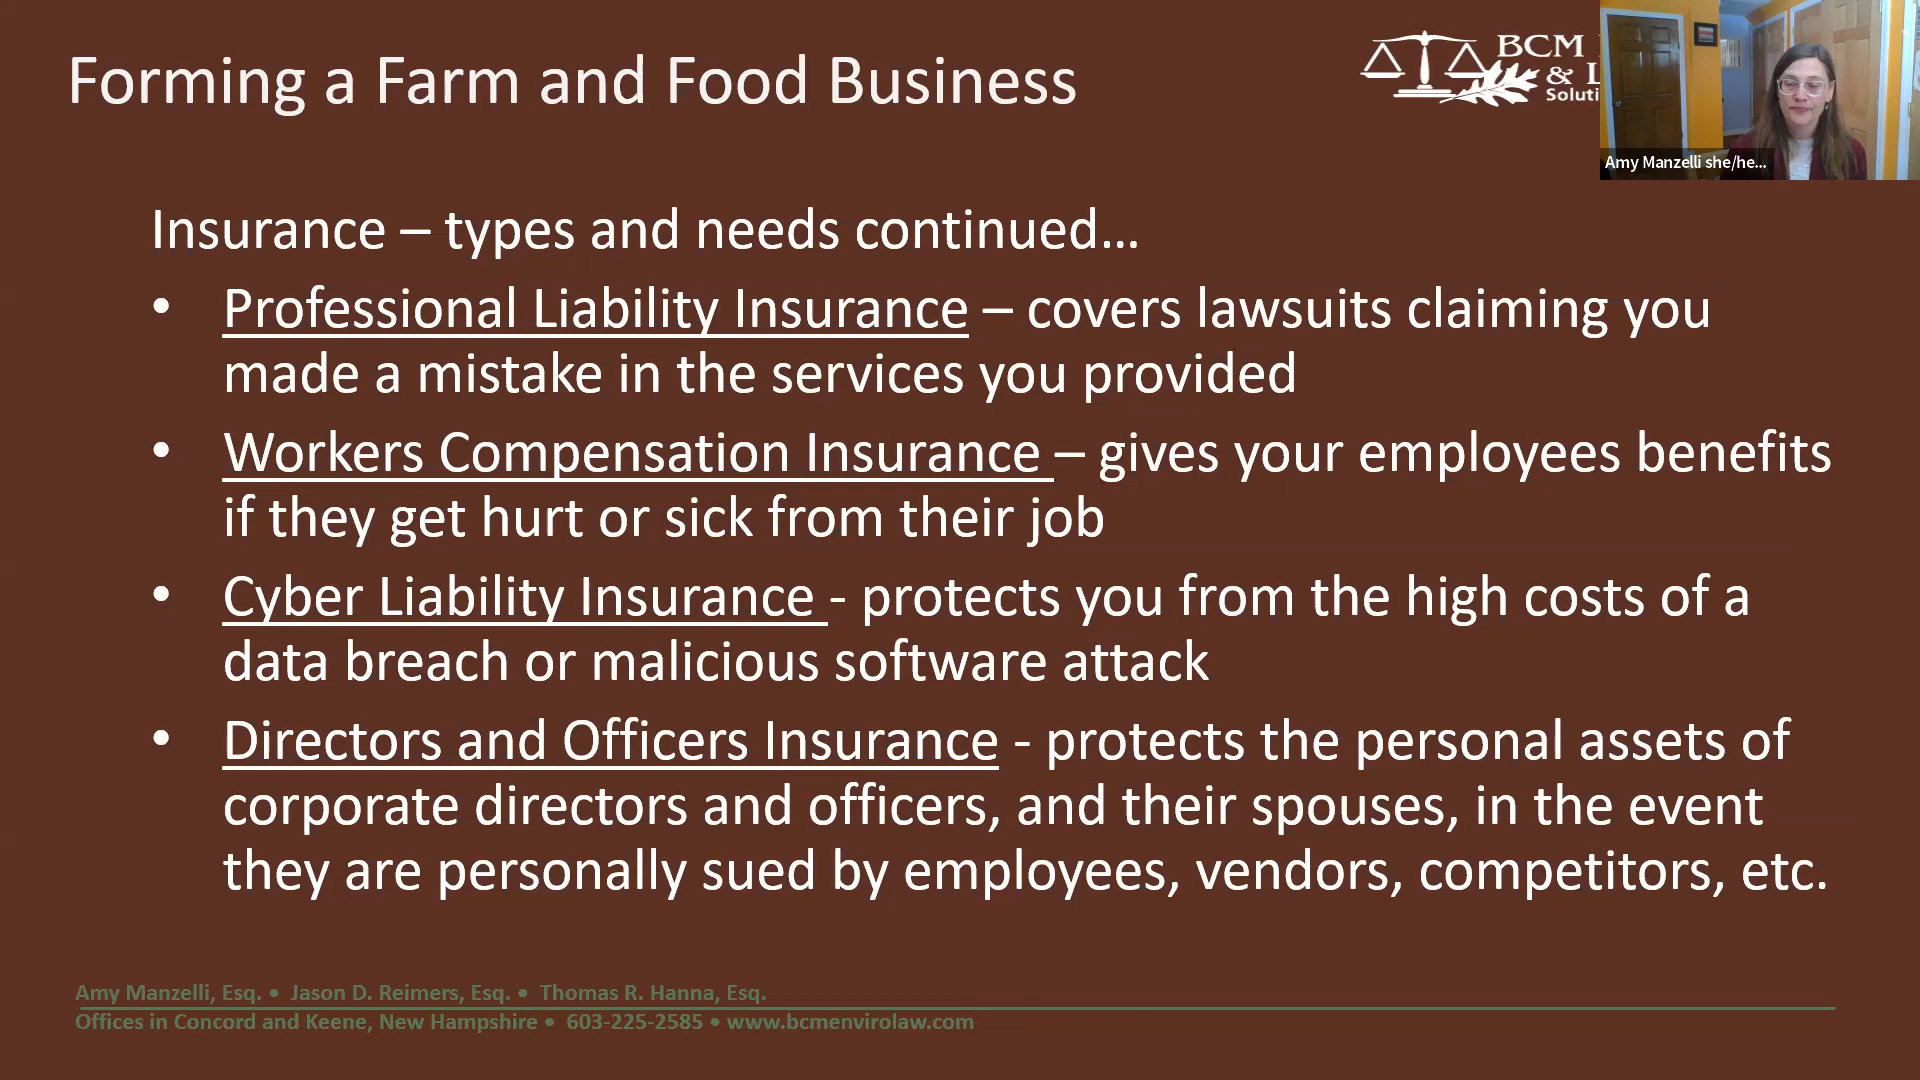 Forming a Farm and Food Business
BCM
&
Soluti
Amy Manzelli she/he...
Insurance – types and needs continued...
• Professional Liability Insurance – covers lawsuits claiming you
made a mistake in the services you provided
• Workers Compensation Insurance – gives your employees benefits
if they get hurt or sick from their job
• Cyber Liability Insurance - protects you from the high costs of a
data breach or malicious software attack
• Directors and Officers Insurance - protects the personal assets of
corporate directors and officers, and their spouses, in the event
they are personally sued by employees, vendors, competitors, etc.
Amy Manzelli, Esq. • Jason D. Reimers, Esq. • Thomas R. Hanna, Esq.
Offices in Concord and Keene, New Hampshire • 603-225-2585 • www.bcmenvirolaw.com